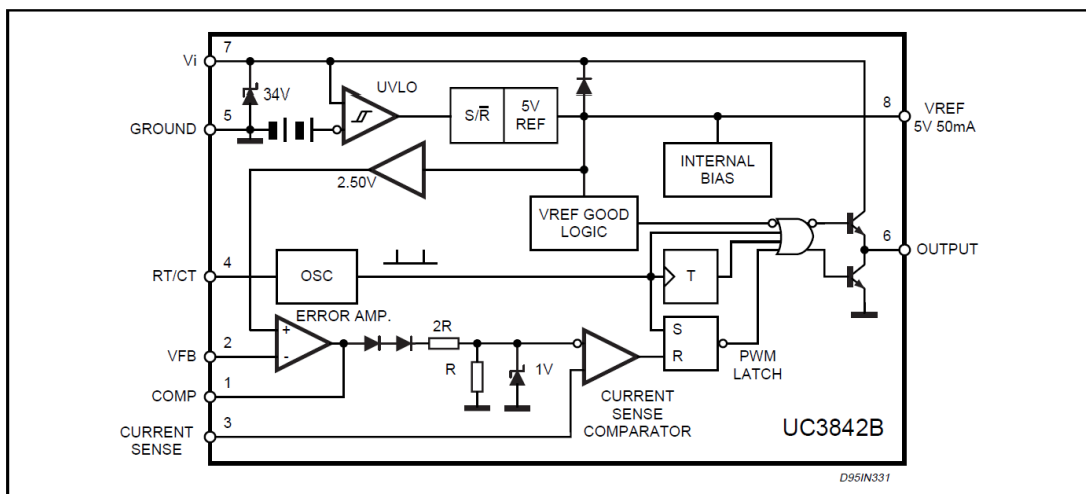 7
Vi
34V
UVLO
5
GROUND
S/R̅
5V
REF
8
VREF
5V 50mA
INTERNAL
BIAS
2.50V
VREF GOOD
LOGIC
6
OUTPUT
4
RT/CT
OSC
T
ERROR AMP.
+
-
2R
2
VFB
R
1V
S
R
PWM
LATCH
1
COMP
CURRENT
SENSE
COMPARATOR
3
CURRENT
SENSE
UC3842B
D95IN331